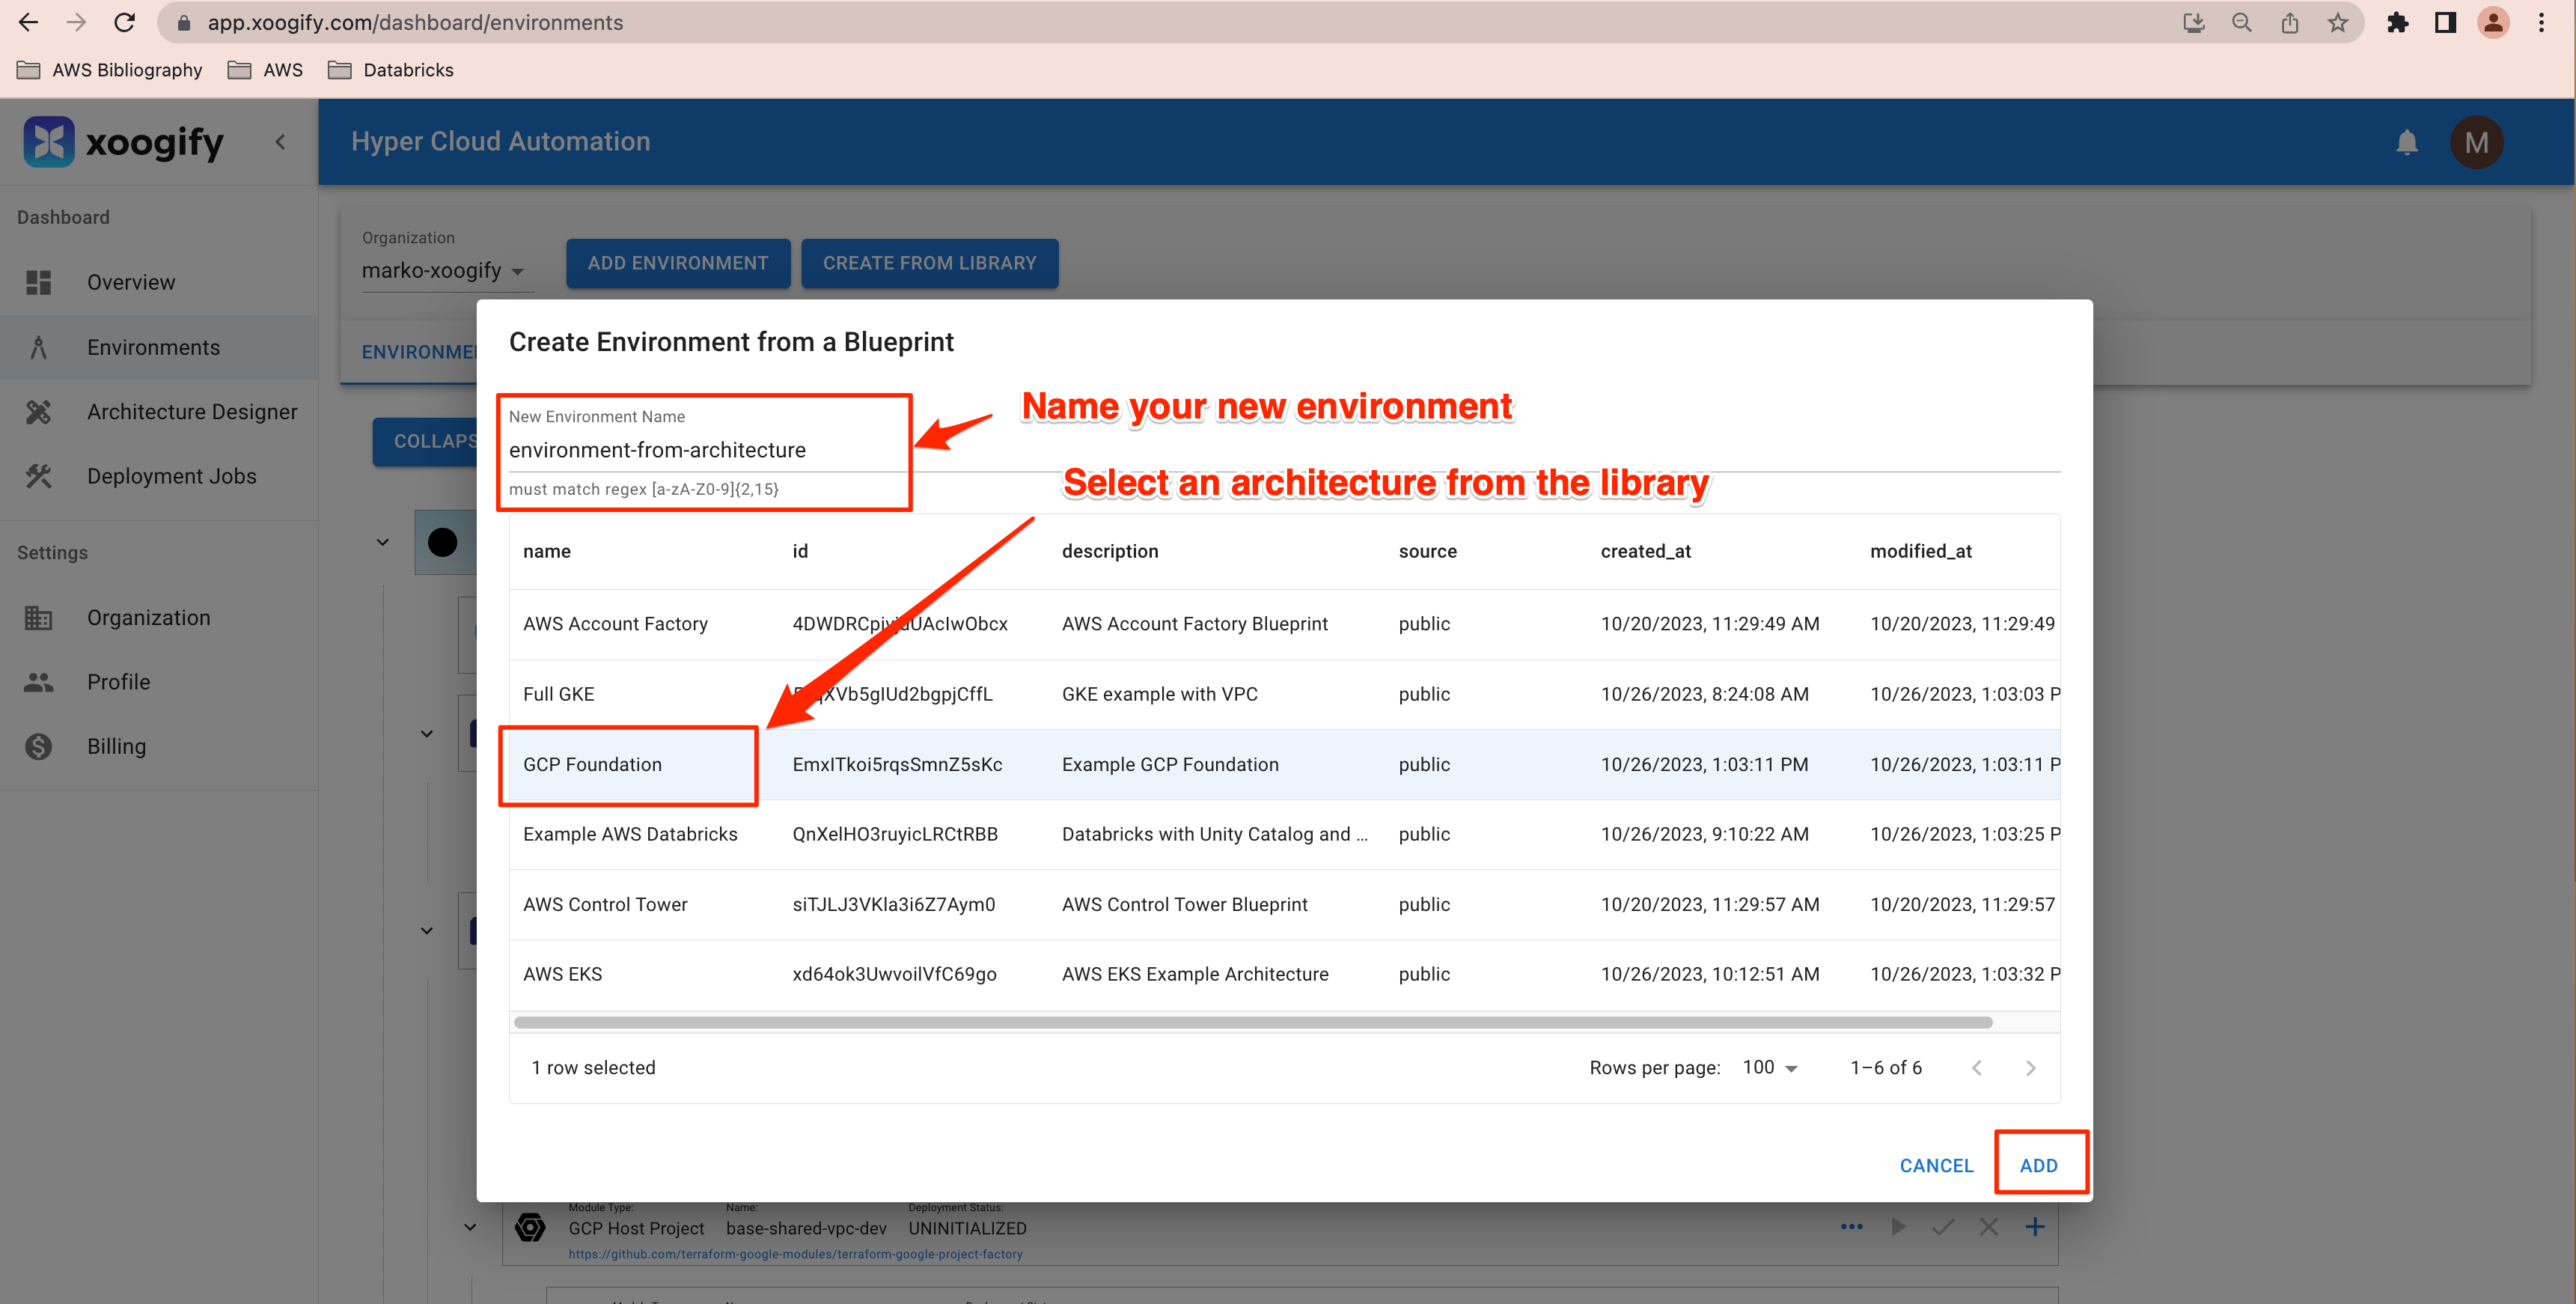 app.xoogify.com/dashboard/environments
AWS Bibliography AWS Databricks
xoogify Hyper Cloud Automation M
Dashboard
Overview
Environments
Architecture Designer
Deployment Jobs
Settings
Organization
Profile
Billing
Organization
marko-xoogify ADD ENVIRONMENT CREATE FROM LIBRARY
Create Environment from a Blueprint
New Environment Name
environment-from-architecture
must match regex [a-zA-Z0-9]{2,15}
Name your new environment
Select an architecture from the library
name id description source created_at modified_at
AWS Account Factory AWS Account Factory Blueprint public 10/20/2023, 11:29:49 AM 10/20/2023, 11:29:49
Full GKE GKE example with VPC public 10/26/2023, 8:24:08 AM 10/26/2023, 1:03:03 P
GCP Foundation EmxITkoi5rqsSmnZ5sKc Example GCP Foundation public 10/26/2023, 1:03:11 PM 10/26/2023, 1:03:11 P
Example AWS Databricks QnXelHO3ruyicLRCtRBB Databricks with Unity Catalog and ... public 10/26/2023, 9:10:22 AM 10/26/2023, 1:03:25 P
AWS Control Tower siTJLJ3VKla3i6Z7Aym0 AWS Control Tower Blueprint public 10/20/2023, 11:29:57 AM 10/20/2023, 11:29:57
AWS EKS xd64ok3UwvoilVfC69go AWS EKS Example Architecture public 10/26/2023, 10:12:51 AM 10/26/2023, 1:03:32 P
1 row selected Rows per page: 100 1–6 of 6
CANCEL ADD
Module Type: Name: Deployment Status:
GCP Host Project base-shared-vpc-dev UNINITIALIZED
https://github.com/terraform-google-modules/terraform-google-project-factory